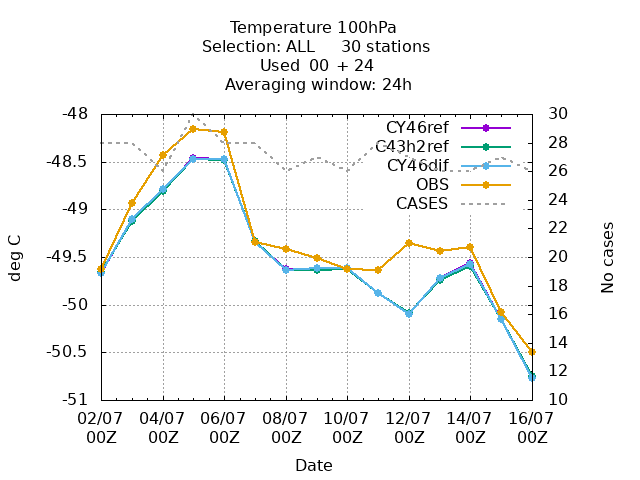 Temperature 100hPa
Selection: ALL 30 stations
Used 00 + 24
Averaging window: 24h
-48
-48.5
-49
-49.5
-50
-50.5
-51
30
28
26
24
22
20
18
16
14
12
10
deg C
No cases
CY46ref
C43h2ref
CY46dif
OBS
CASES
02/07 04/07 06/07 08/07 10/07 12/07 14/07 16/07
00Z 00Z 00Z 00Z 00Z 00Z 00Z 00Z
Date